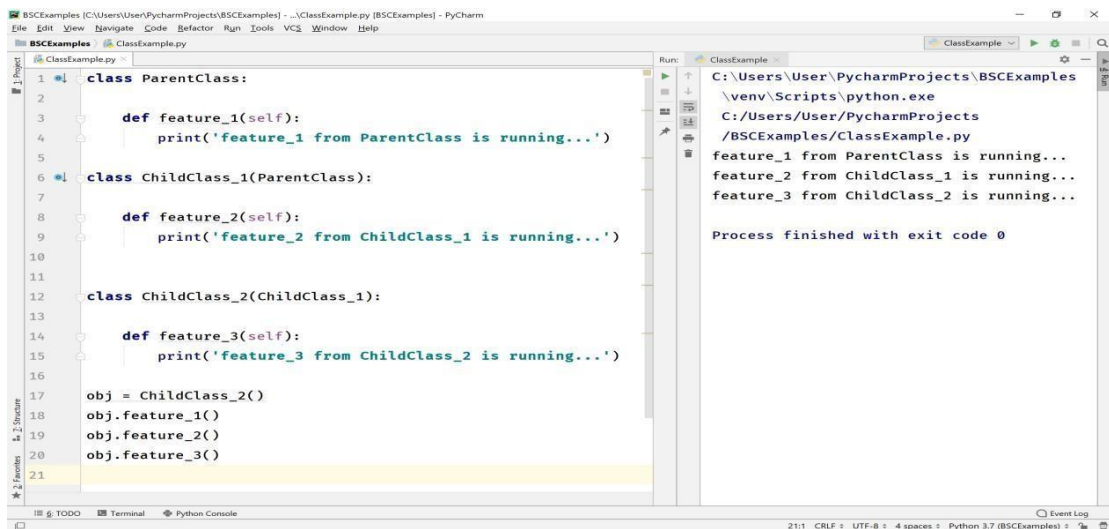 BSCExamples [C:\Users\User\PycharmProjects\BSCExamples] - ...\ClassExample.py [BSCExamples] - PyCharm
File Edit View Navigate Code Refactor Run Tools VCS Window Help
BSCExamples ClassExample.py
ClassExample
1: Project
ClassExample.py
1 class ParentClass:
2
3 def feature_1(self):
4 print('feature_1 from ParentClass is running...')
5
6 class ChildClass_1(ParentClass):
7
8 def feature_2(self):
9 print('feature_2 from ChildClass_1 is running...')
10
11
12 class ChildClass_2(ChildClass_1):
13
14 def feature_3(self):
15 print('feature_3 from ChildClass_2 is running...')
16
17 obj = ChildClass_2()
18 obj.feature_1()
19 obj.feature_2()
20 obj.feature_3()
21
Z: Structure
2: Favorites
Run: ClassExample
C:\Users\User\PycharmProjects\BSCExamples
\venv\Scripts\python.exe
C:/Users/User/PycharmProjects
/BSCExamples/ClassExample.py
feature_1 from ParentClass is running...
feature_2 from ChildClass_1 is running...
feature_3 from ChildClass_2 is running...
Process finished with exit code 0
6: TODO Terminal Python Console
Event Log
21:1 CRLF UTF-8 4 spaces Python 3.7 (BSCExamples)